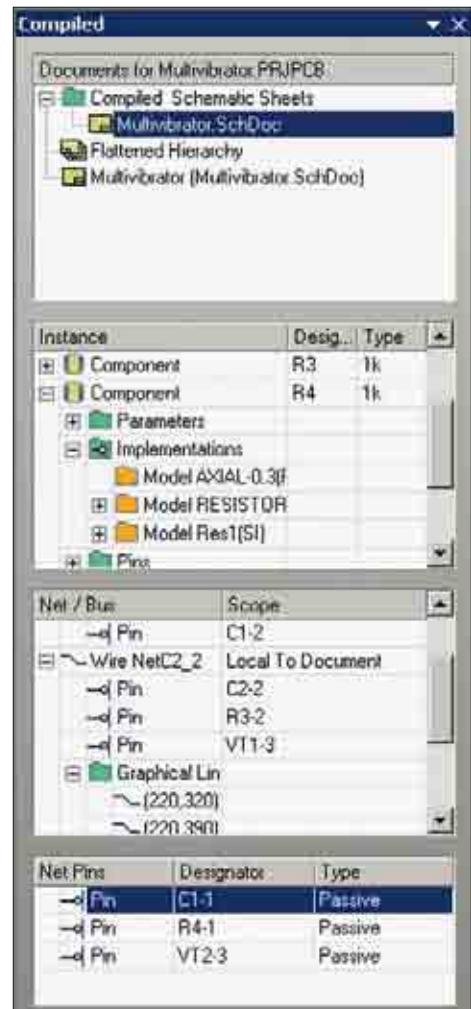 Compiled
Documents for Multivibrator.PRJPCB
Compiled Schematic Sheets
Multivibrator.SchDoc
Flattened Hierarchy
Multivibrator (Multivibrator.SchDoc)
Instance Desig... Type
Component R3 1k
Component R4 1k
Parameters
Implementations
Model AXIAL-0.3(F
Model RESISTOR
Model Res1(SI)
Pins
Net / Bus Scope
Pin C1-2
Wire NetC2_2 Local To Document
Pin C2-2
Pin R3-2
Pin VT1-3
Graphical Lin
(220,320)
(220,390)
Net Pins Designator Type
Pin C1-1 Passive
Pin R4-1 Passive
Pin VT2-3 Passive